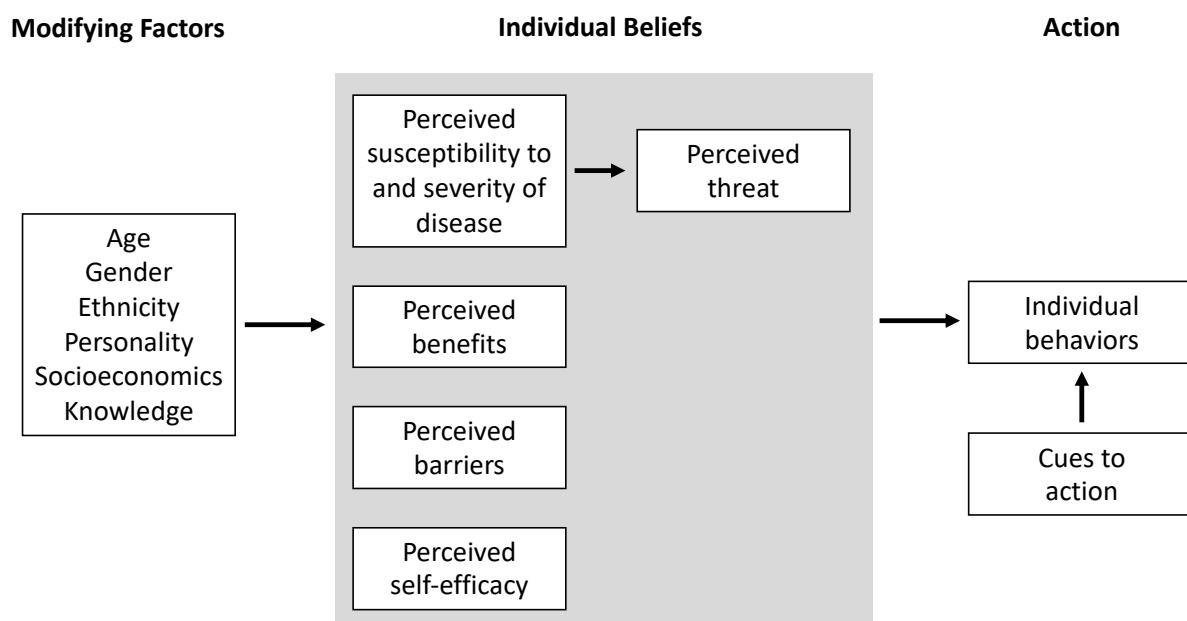 Modifying Factors
Individual Beliefs
Action
Age
Gender
Ethnicity
Personality
Socioeconomics
Knowledge
Perceived
susceptibility to
and severity of
disease
Perceived
threat
Perceived
benefits
Perceived
barriers
Perceived
self-efficacy
Individual
behaviors
Cues to
action